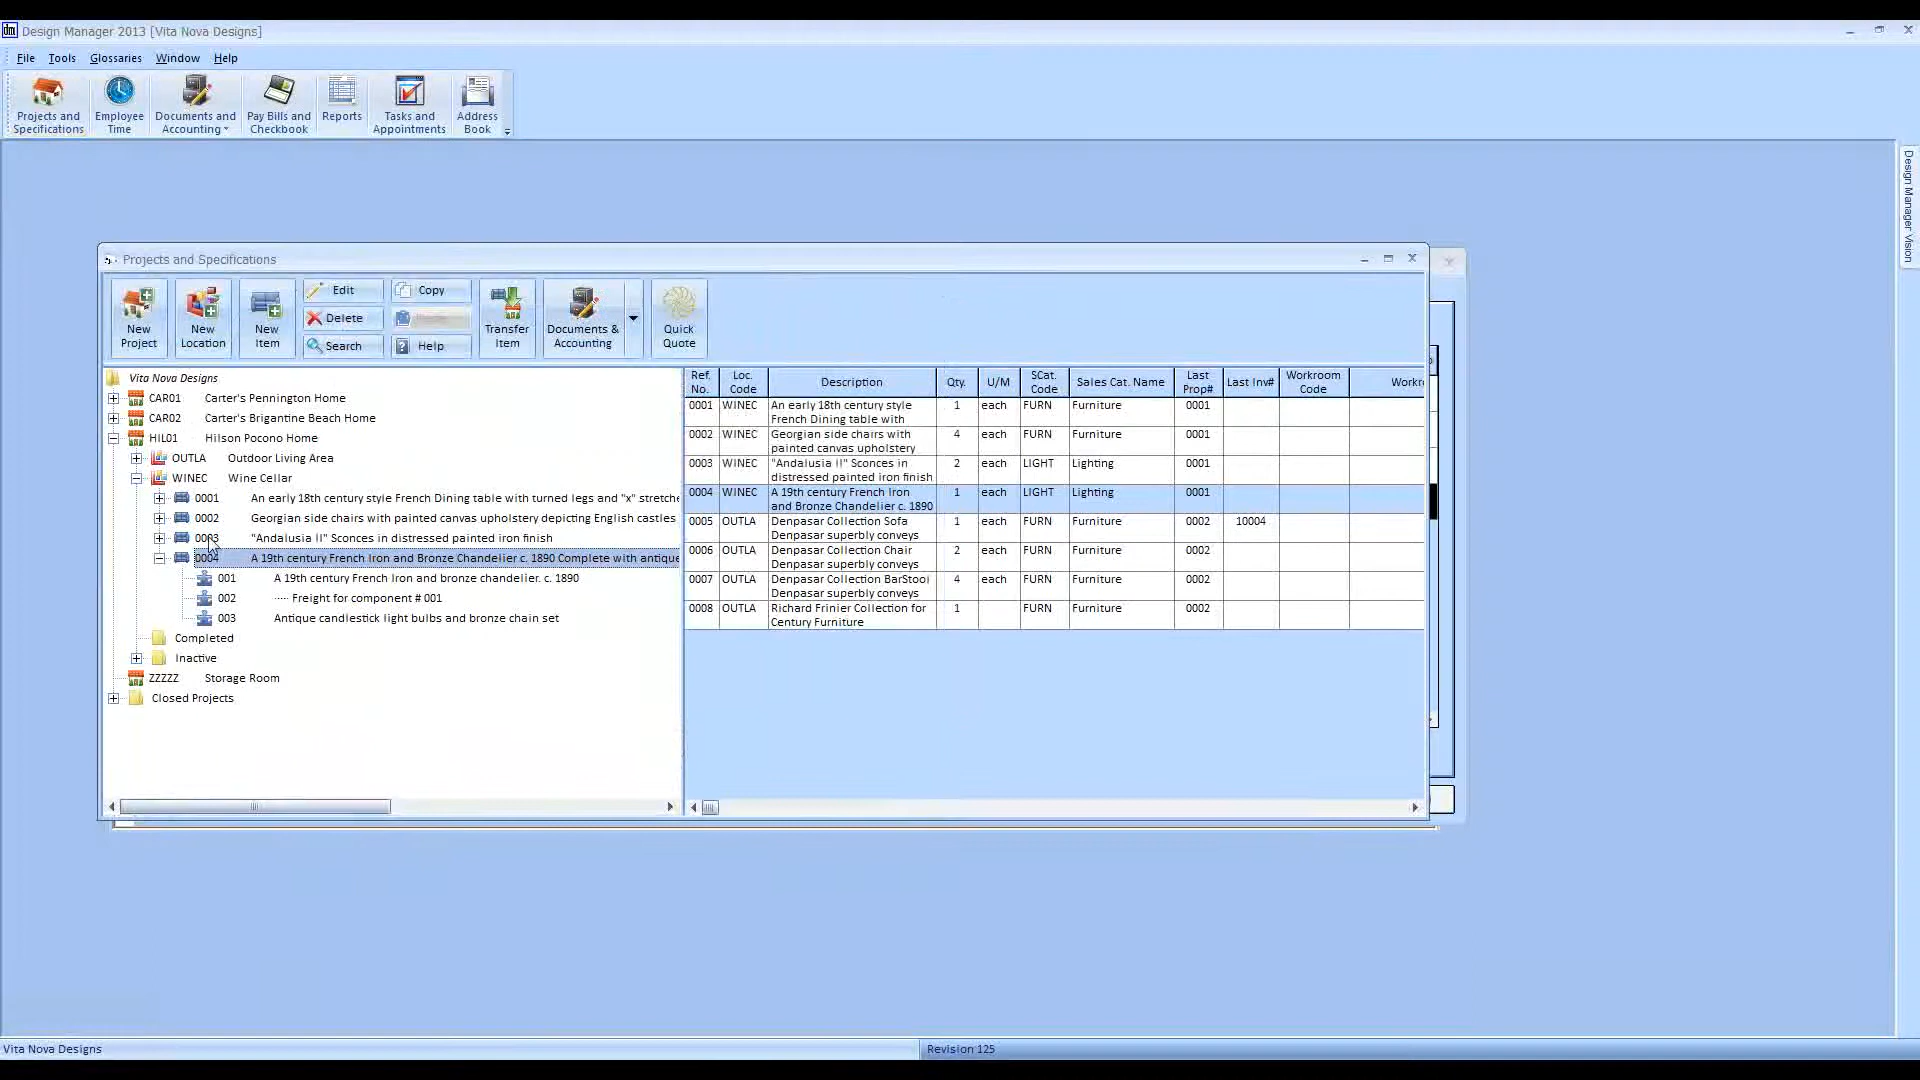 dm Design Manager 2013 [Vita Nova Designs]
File Tools Glossaries Window Help
Projects and Specifications
Employee Time
Documents and Accounting
Pay Bills and Checkbook
Reports
Tasks and Appointments
Address Book
Design Manager Vision
Projects and Specifications
New Project
New Location
New Item
Edit
Delete
Search
Copy
Help
Transfer Item
Documents & Accounting
Quick Quote
Vita Nova Designs
CAR01 Carter's Pennington Home
CAR02 Carter's Brigantine Beach Home
HIL01 Hilson Pocono Home
OUTLA Outdoor Living Area
WINEC Wine Cellar
0001 An early 18th century style French Dining table with turned legs and "x" stretche
0002 Georgian side chairs with painted canvas upholstery depicting English castles
0003 "Andalusia II" Sconces in distressed painted iron finish
0004 A 19th century French Iron and Bronze Chandelier c. 1890 Complete with antique
001 A 19th century French Iron and bronze chandelier. c. 1890
002 ····· Freight for component # 001
003 Antique candlestick light bulbs and bronze chain set
Completed
Inactive
ZZZZZ Storage Room
Closed Projects
Ref. No. Loc. Code Description Qty. U/M SCat. Code Sales Cat. Name Last Prop# Last Inv# Workroom Code Workr
0001 WINEC An early 18th century style 1 each FURN Furniture 0001
French Dining table with
0002 WINEC Georgian side chairs with 4 each FURN Furniture 0001
painted canvas upholstery
0003 WINEC "Andalusia II" Sconces in 2 each LIGHT Lighting 0001
distressed painted iron finish
0004 WINEC A 19th century French Iron 1 each LIGHT Lighting 0001
and Bronze Chandelier c. 1890
0005 OUTLA Denpasar Collection Sofa 1 each FURN Furniture 0002 10004
Denpasar superbly conveys
0006 OUTLA Denpasar Collection Chair 2 each FURN Furniture 0002
Denpasar superbly conveys
0007 OUTLA Denpasar Collection BarStool 4 each FURN Furniture 0002
Denpasar superbly conveys
0008 OUTLA Richard Frinier Collection for 1 FURN Furniture 0002
Century Furniture
Vita Nova Designs
Revision 125